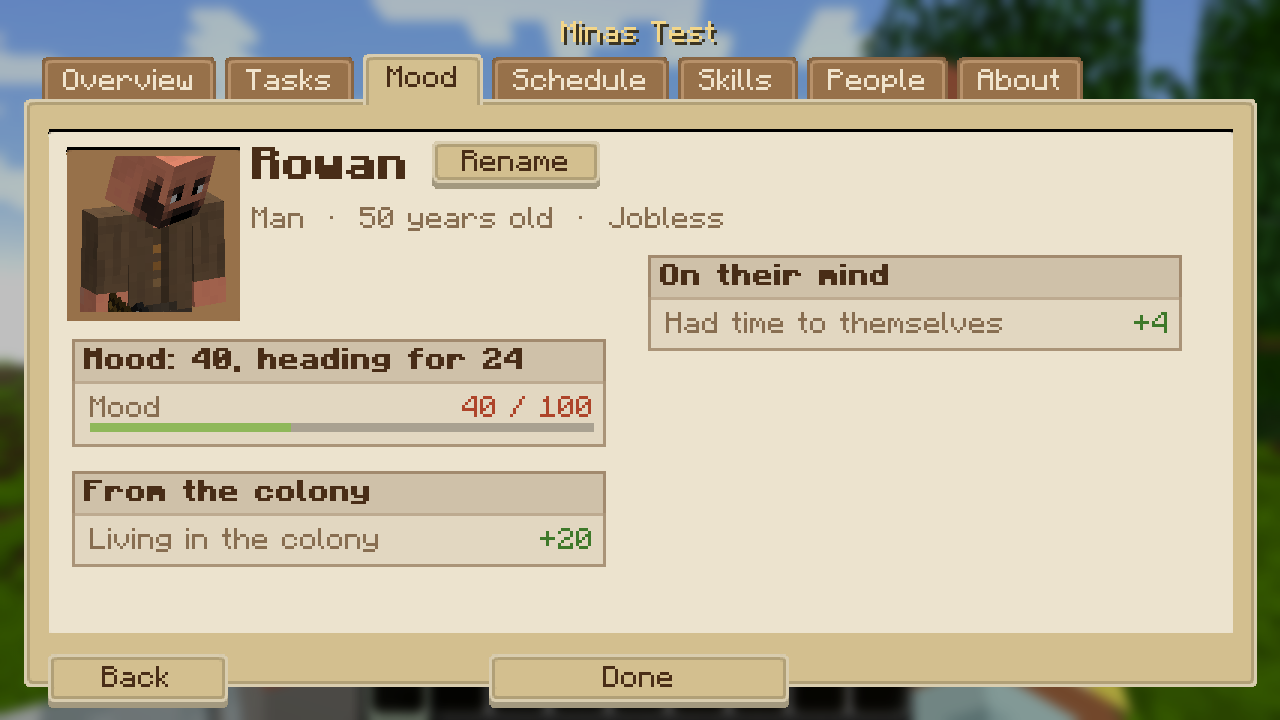 Minas Test
Overview Tasks Mood Schedule Skills People About
Rowan Rename
Man · 50 years old · Jobless
Mood: 40, heading for 24
Mood 40 / 100
From the colony
Living in the colony +20
On their mind
Had time to themselves +4
Back Done